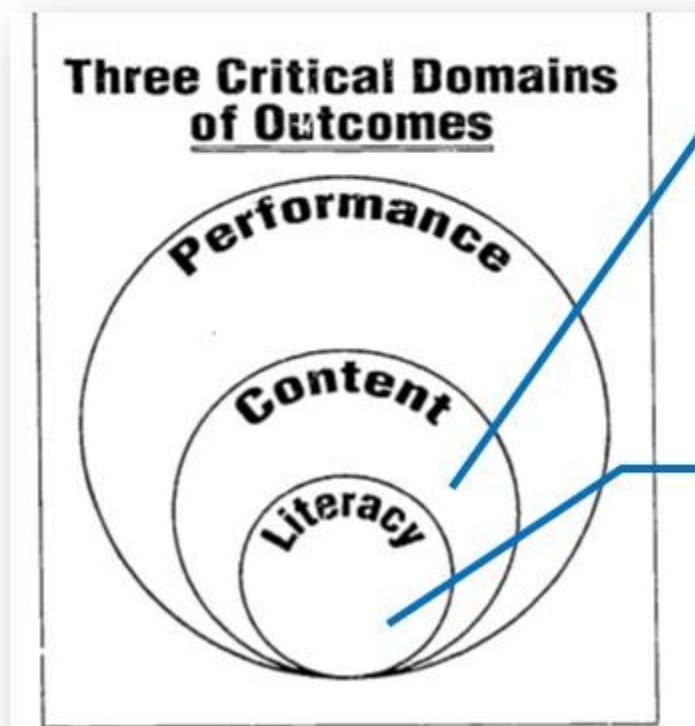 Three Critical Domains
of Outcomes
Performance
Content
Literacy